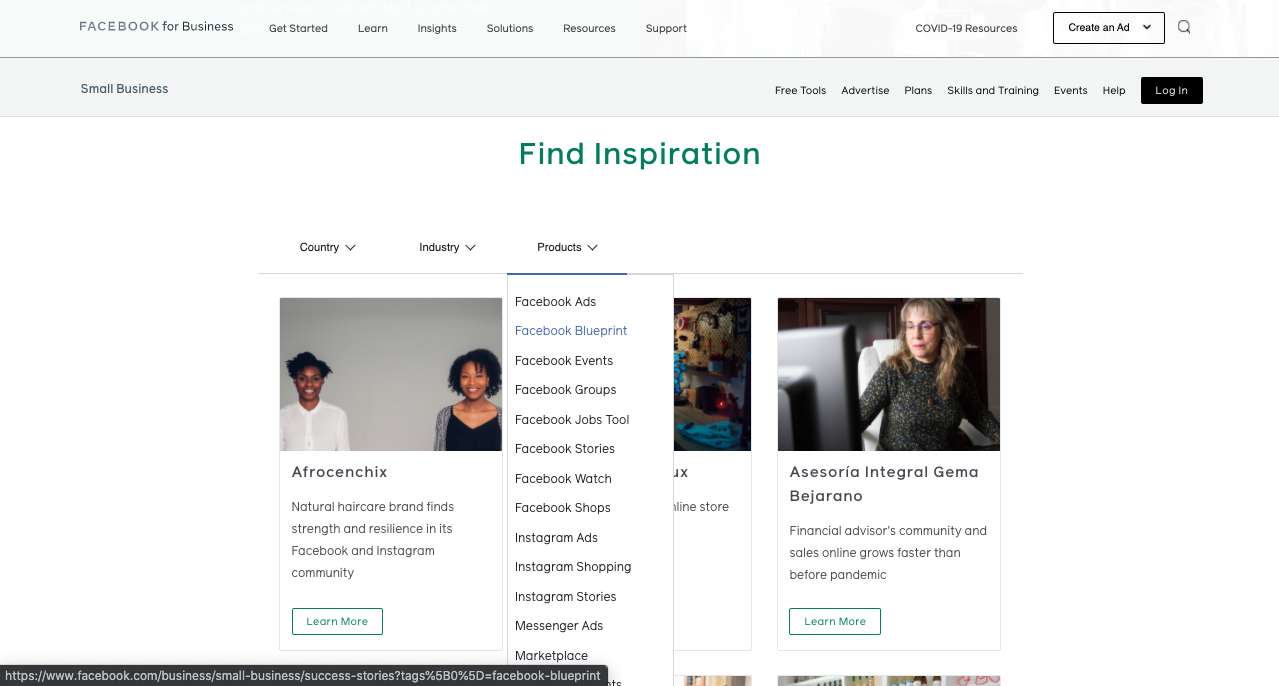 FACEBOOK for Business
Get Started
Learn
Insights
Solutions
Resources
Support
COVID-19 Resources
Create an Ad
Small Business
Free Tools
Advertise
Plans
Skills and Training
Events
Help
Log In
Find Inspiration
Country
Industry
Products
Facebook Ads
Facebook Blueprint
Facebook Events
Facebook Groups
Facebook Jobs Tool
Facebook Stories
Facebook Watch
Facebook Shops
Instagram Ads
Instagram Shopping
Instagram Stories
Messenger Ads
Marketplace
Afrocenchix
Natural haircare brand finds
strength and resilience in its
Facebook and Instagram
community
Learn More
store
Asesoría Integral Gema
Bejarano
Financial advisor's community and
sales online grows faster than
before pandemic
Learn More
https://www.facebook.com/business/small-business/success-stories?tags%5B0%5D=facebook-blueprint